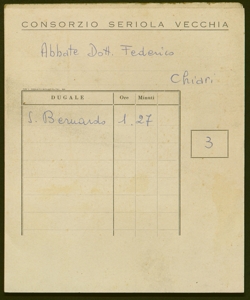 CONSORZIO SERIOLA VECCHIA
Abbate Dott. Federico
Chiari.
DUGALE Ore Minuti
S. Bernardo 1, 27
3